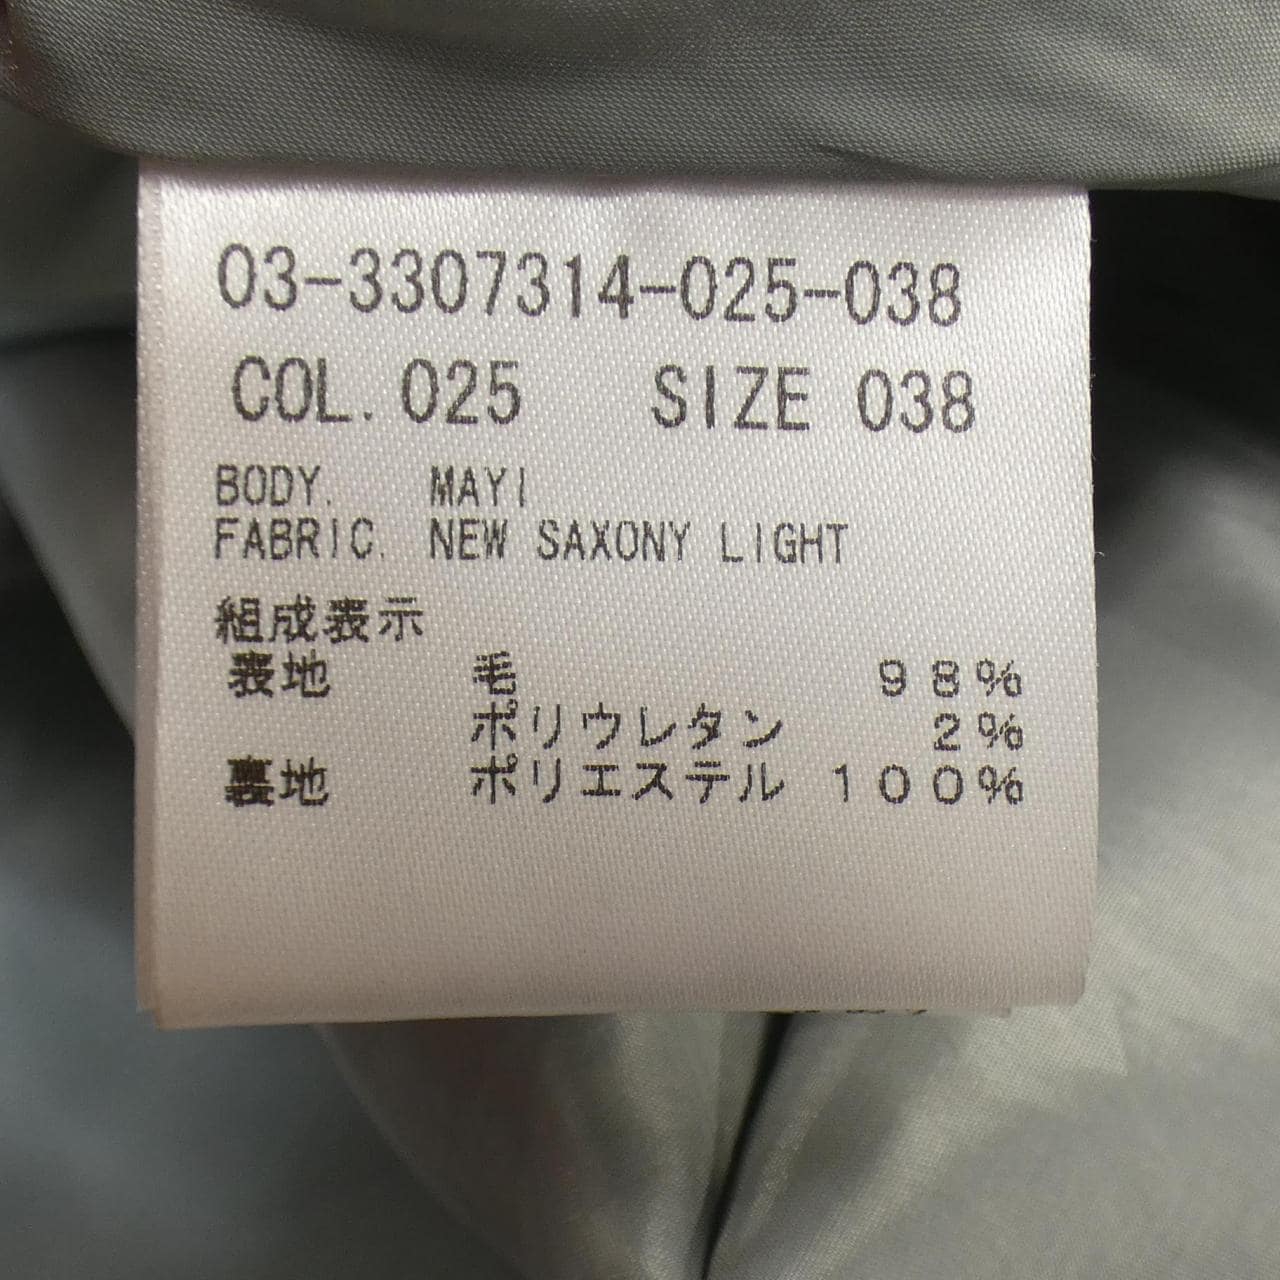 03-3307314-025-038
COL. 025 SIZE 038
BODY. MAYI
FABRIC. NEW SAXONY LIGHT
組成表示
表地 毛 98%
ポリウレタン 2%
裏地 ポリエステル 100%